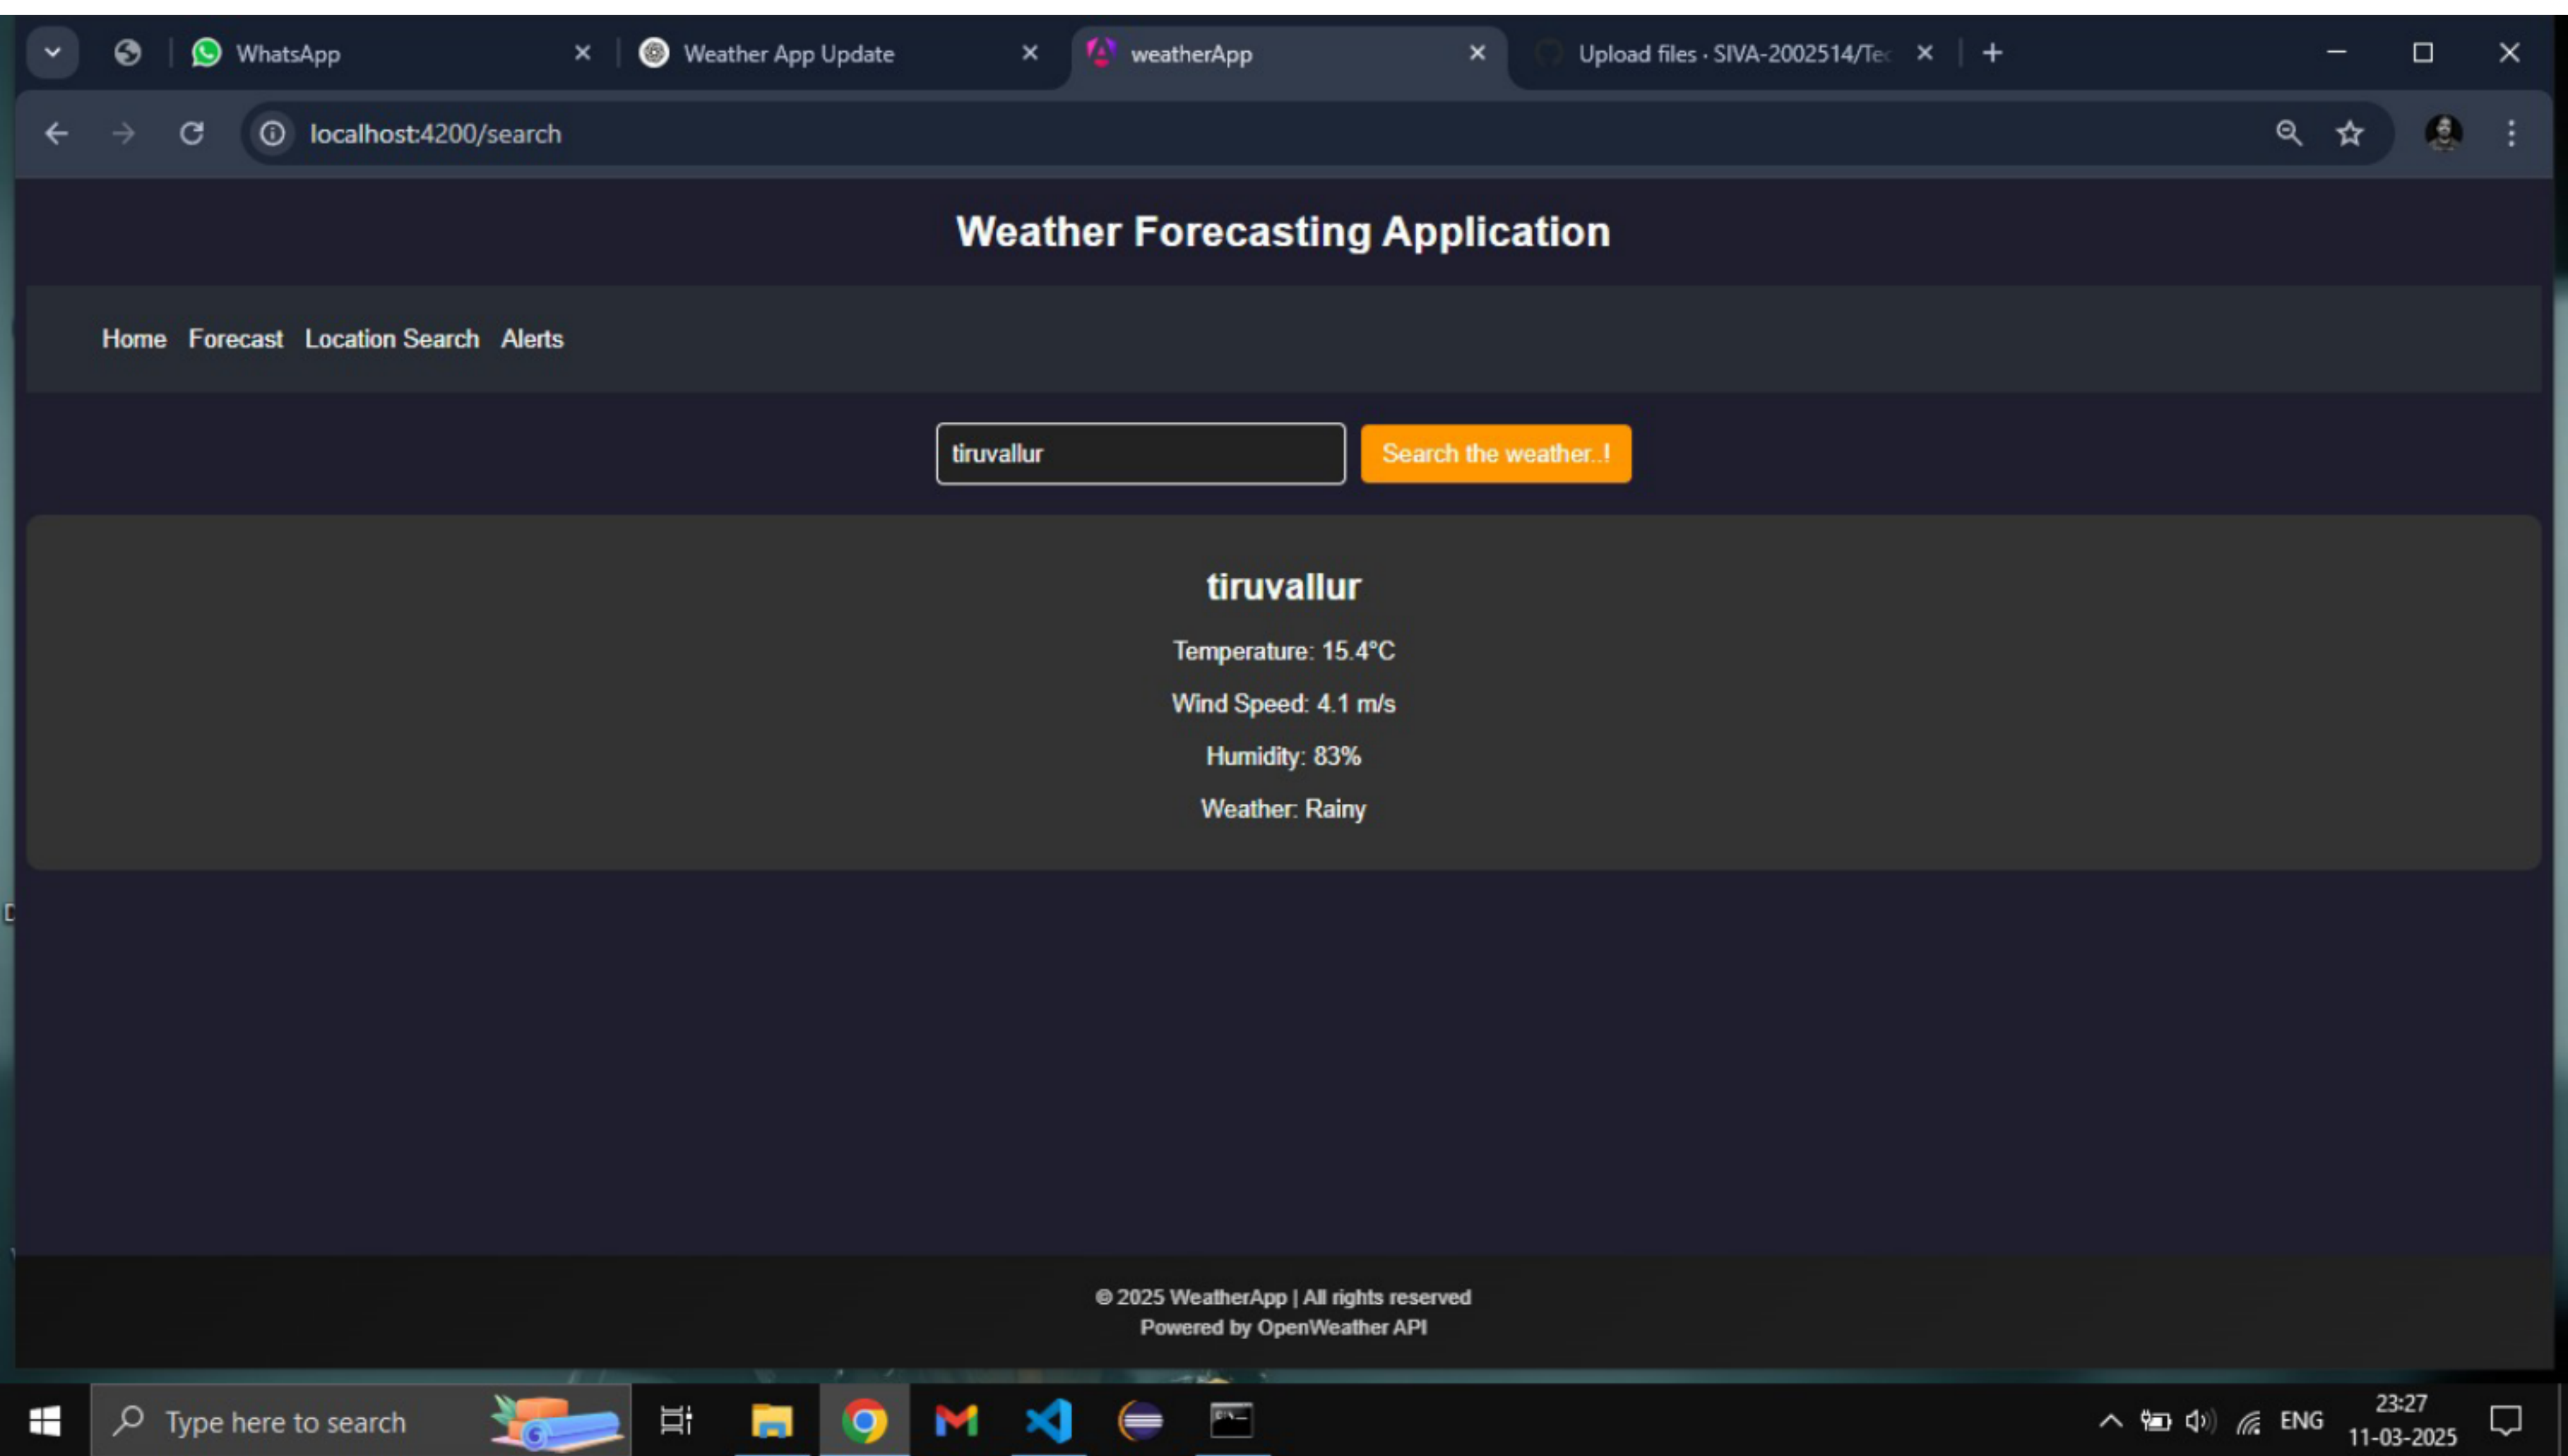 WhatsApp
Weather App Update
weatherApp
Upload files · SIVA-2002514/Tec
localhost:4200/search
Weather Forecasting Application
Home Forecast Location Search Alerts
tiruvallur
Search the weather..!
tiruvallur
Temperature: 15.4°C
Wind Speed: 4.1 m/s
Humidity: 83%
Weather: Rainy
© 2025 WeatherApp | All rights reserved
Powered by OpenWeather API
Type here to search
ENG
23:27
11-03-2025